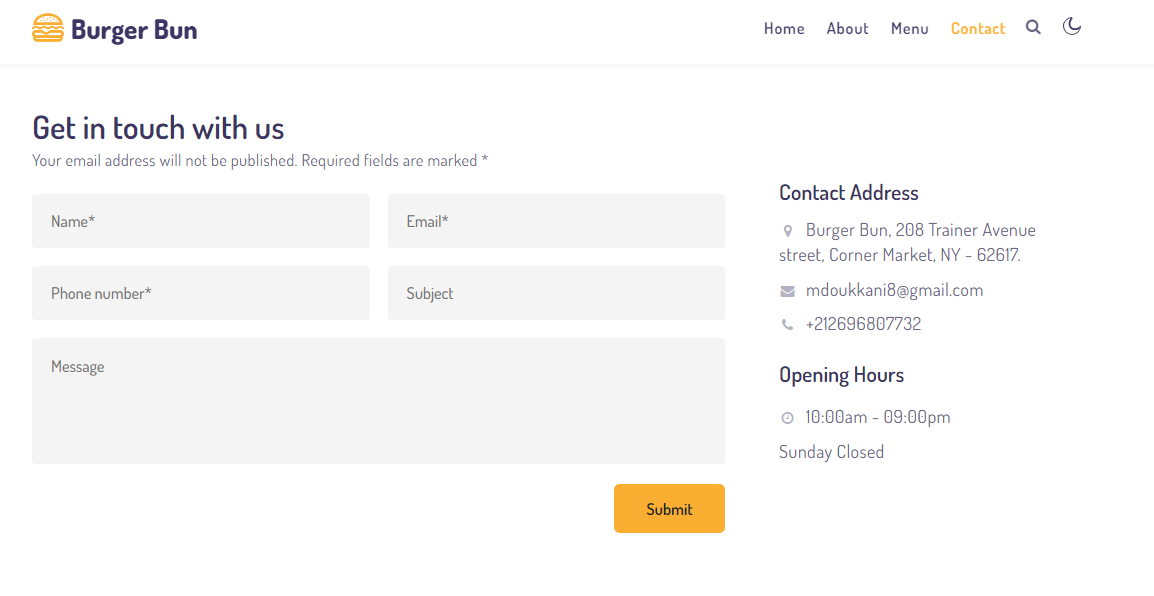 Burger Bun
Home About Menu Contact
Get in touch with us
Your email address will not be published. Required fields are marked *
Name*
Email*
Phone number*
Subject
Message
Submit
Contact Address
Burger Bun, 208 Trainer Avenue
street, Corner Market, NY - 62617.
mdoukkani8@gmail.com
+212696807732
Opening Hours
10:00am - 09:00pm
Sunday Closed